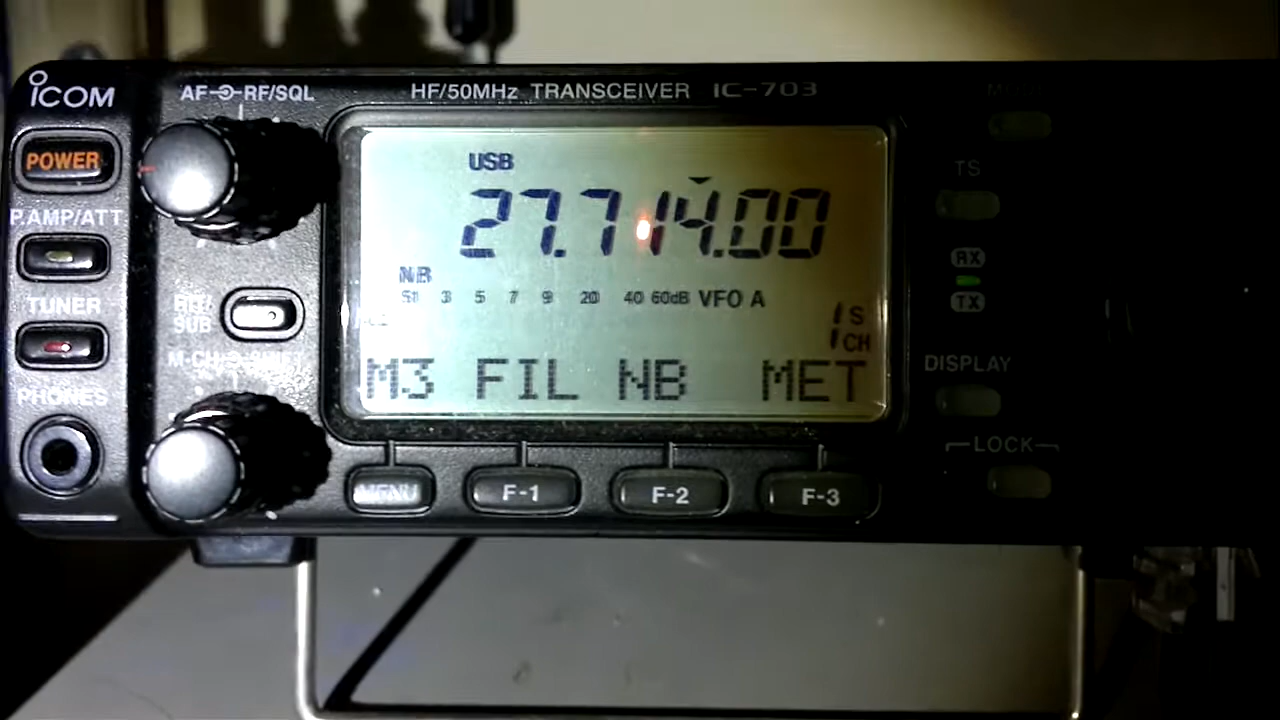 ICOM
AF RF/SQL
HF/50MHz TRANSCEIVER IC-703
POWER
USB
27.714.00
TS
P.AMP/ATT
NB
RX
S1 3 5 7 9 20 40 60dB VFO A
TX
TUNER
RIT/
SUB
1 S
1 CH
M-CH
M3 FIL NB MET
DISPLAY
PHONES
LOCK
MENU F-1 F-2 F-3